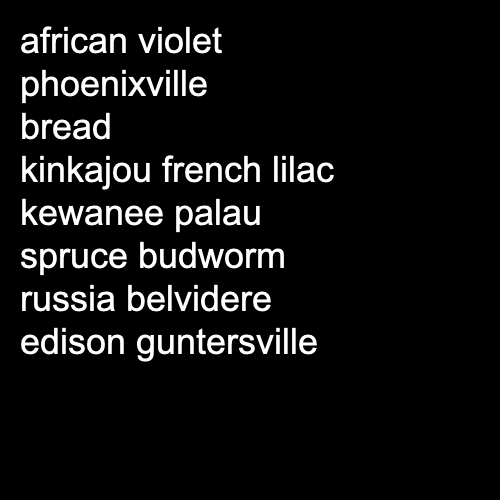 african violet
phoenixville
bread
kinkajou french lilac
kewanee palau
spruce budworm
russia belvidere
edison guntersville